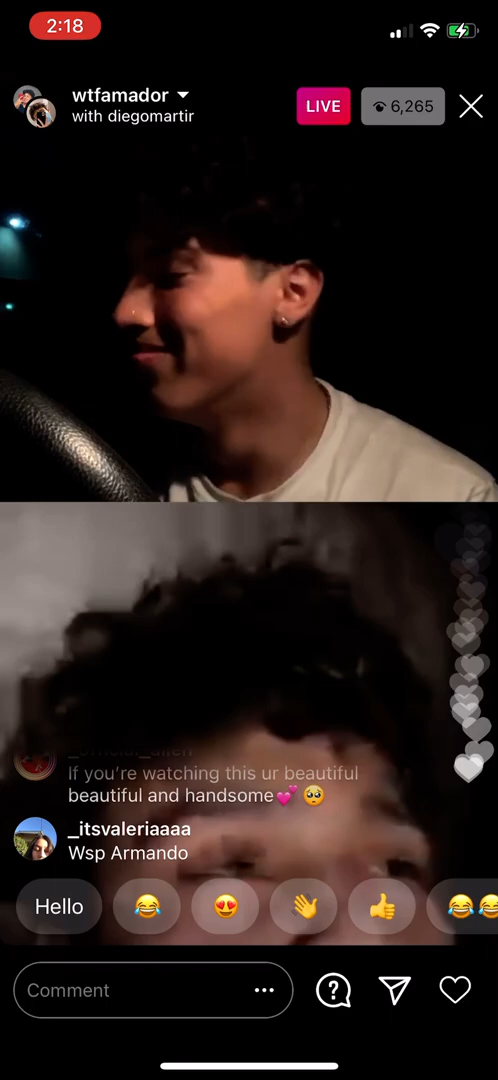 2:18
wtfamador
with diegomartir
LIVE
6,265
If you’re watching this ur beautiful
beautiful and handsome💕 🥺
_itsvaleriaaaa
Wsp Armando
Hello
Comment